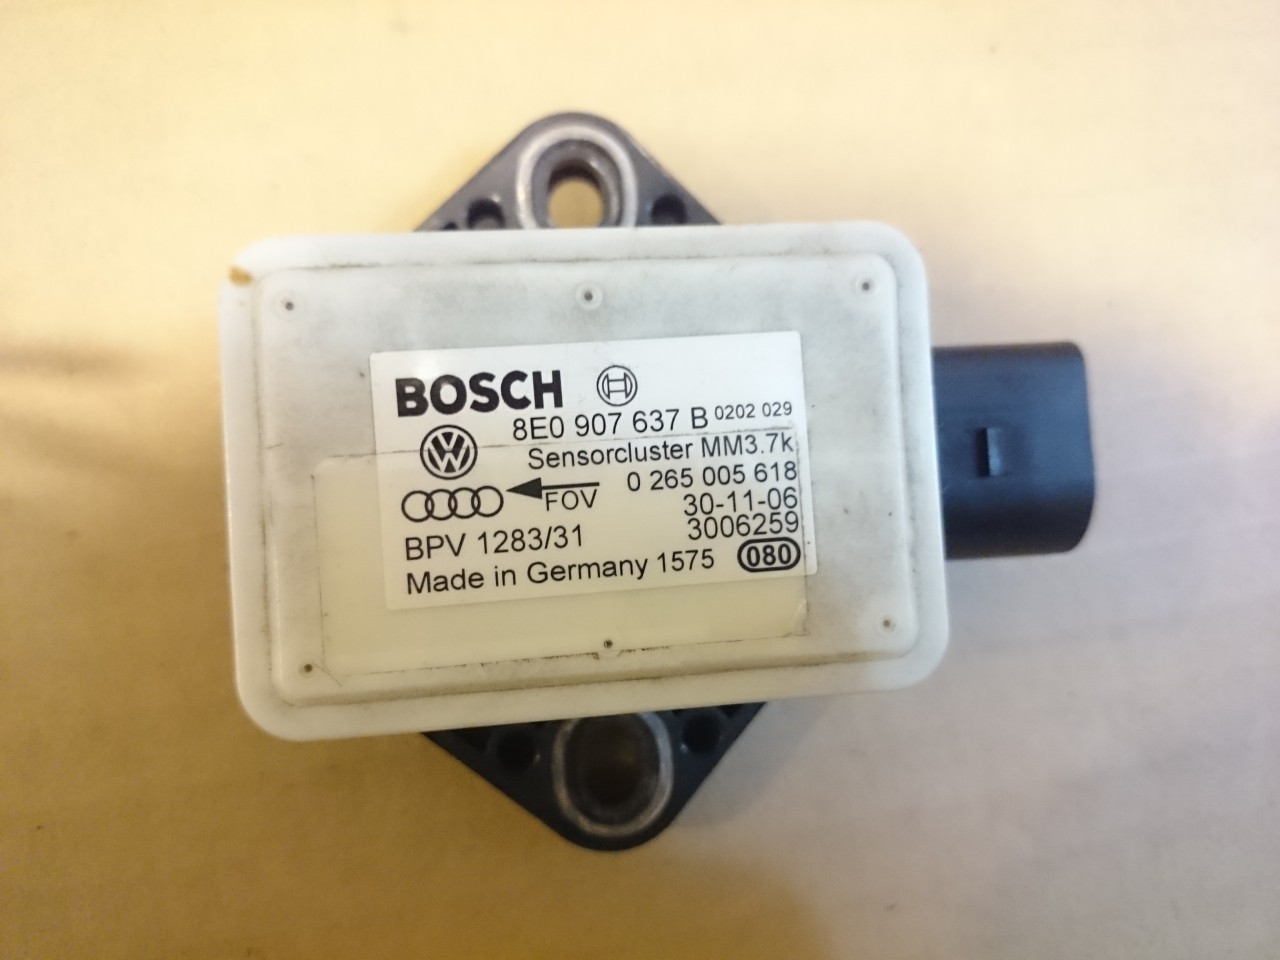 BOSCH
8E0 907 637 B 0202 029
Sensorcluster MM3.7k
0 265 005 618
FOV
30-11-06
3006259
BPV 1283/31
Made in Germany 1575 080